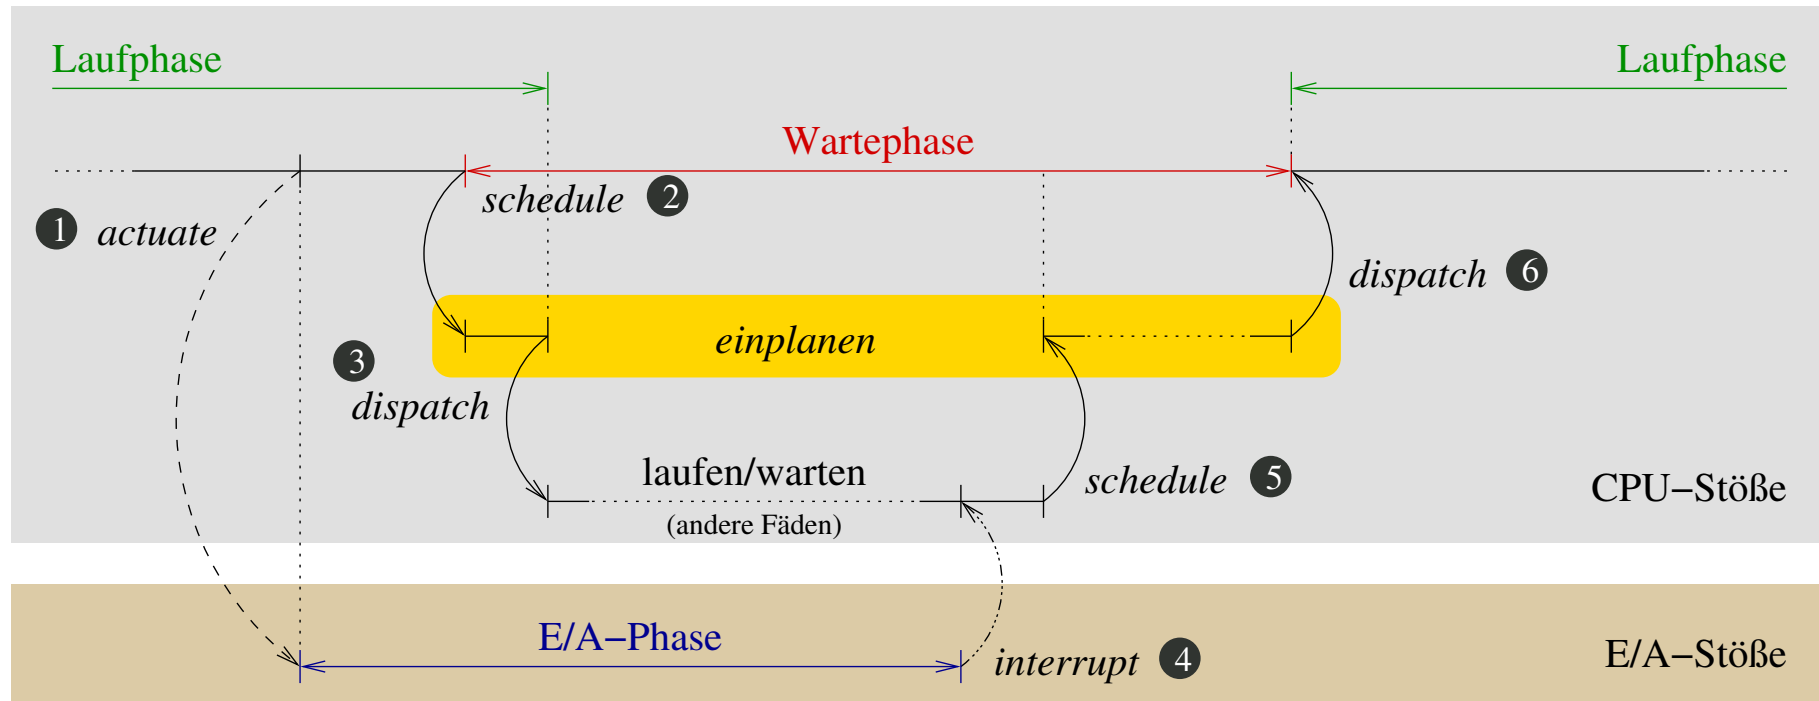 Laufphase
Laufphase
Wartephase
schedule 2
1 actuate
dispatch 6
einplanen
3
dispatch
laufen/warten
schedule 5
CPU–Stöße
(andere Fäden)
E/A–Phase
interrupt 4
E/A–Stöße